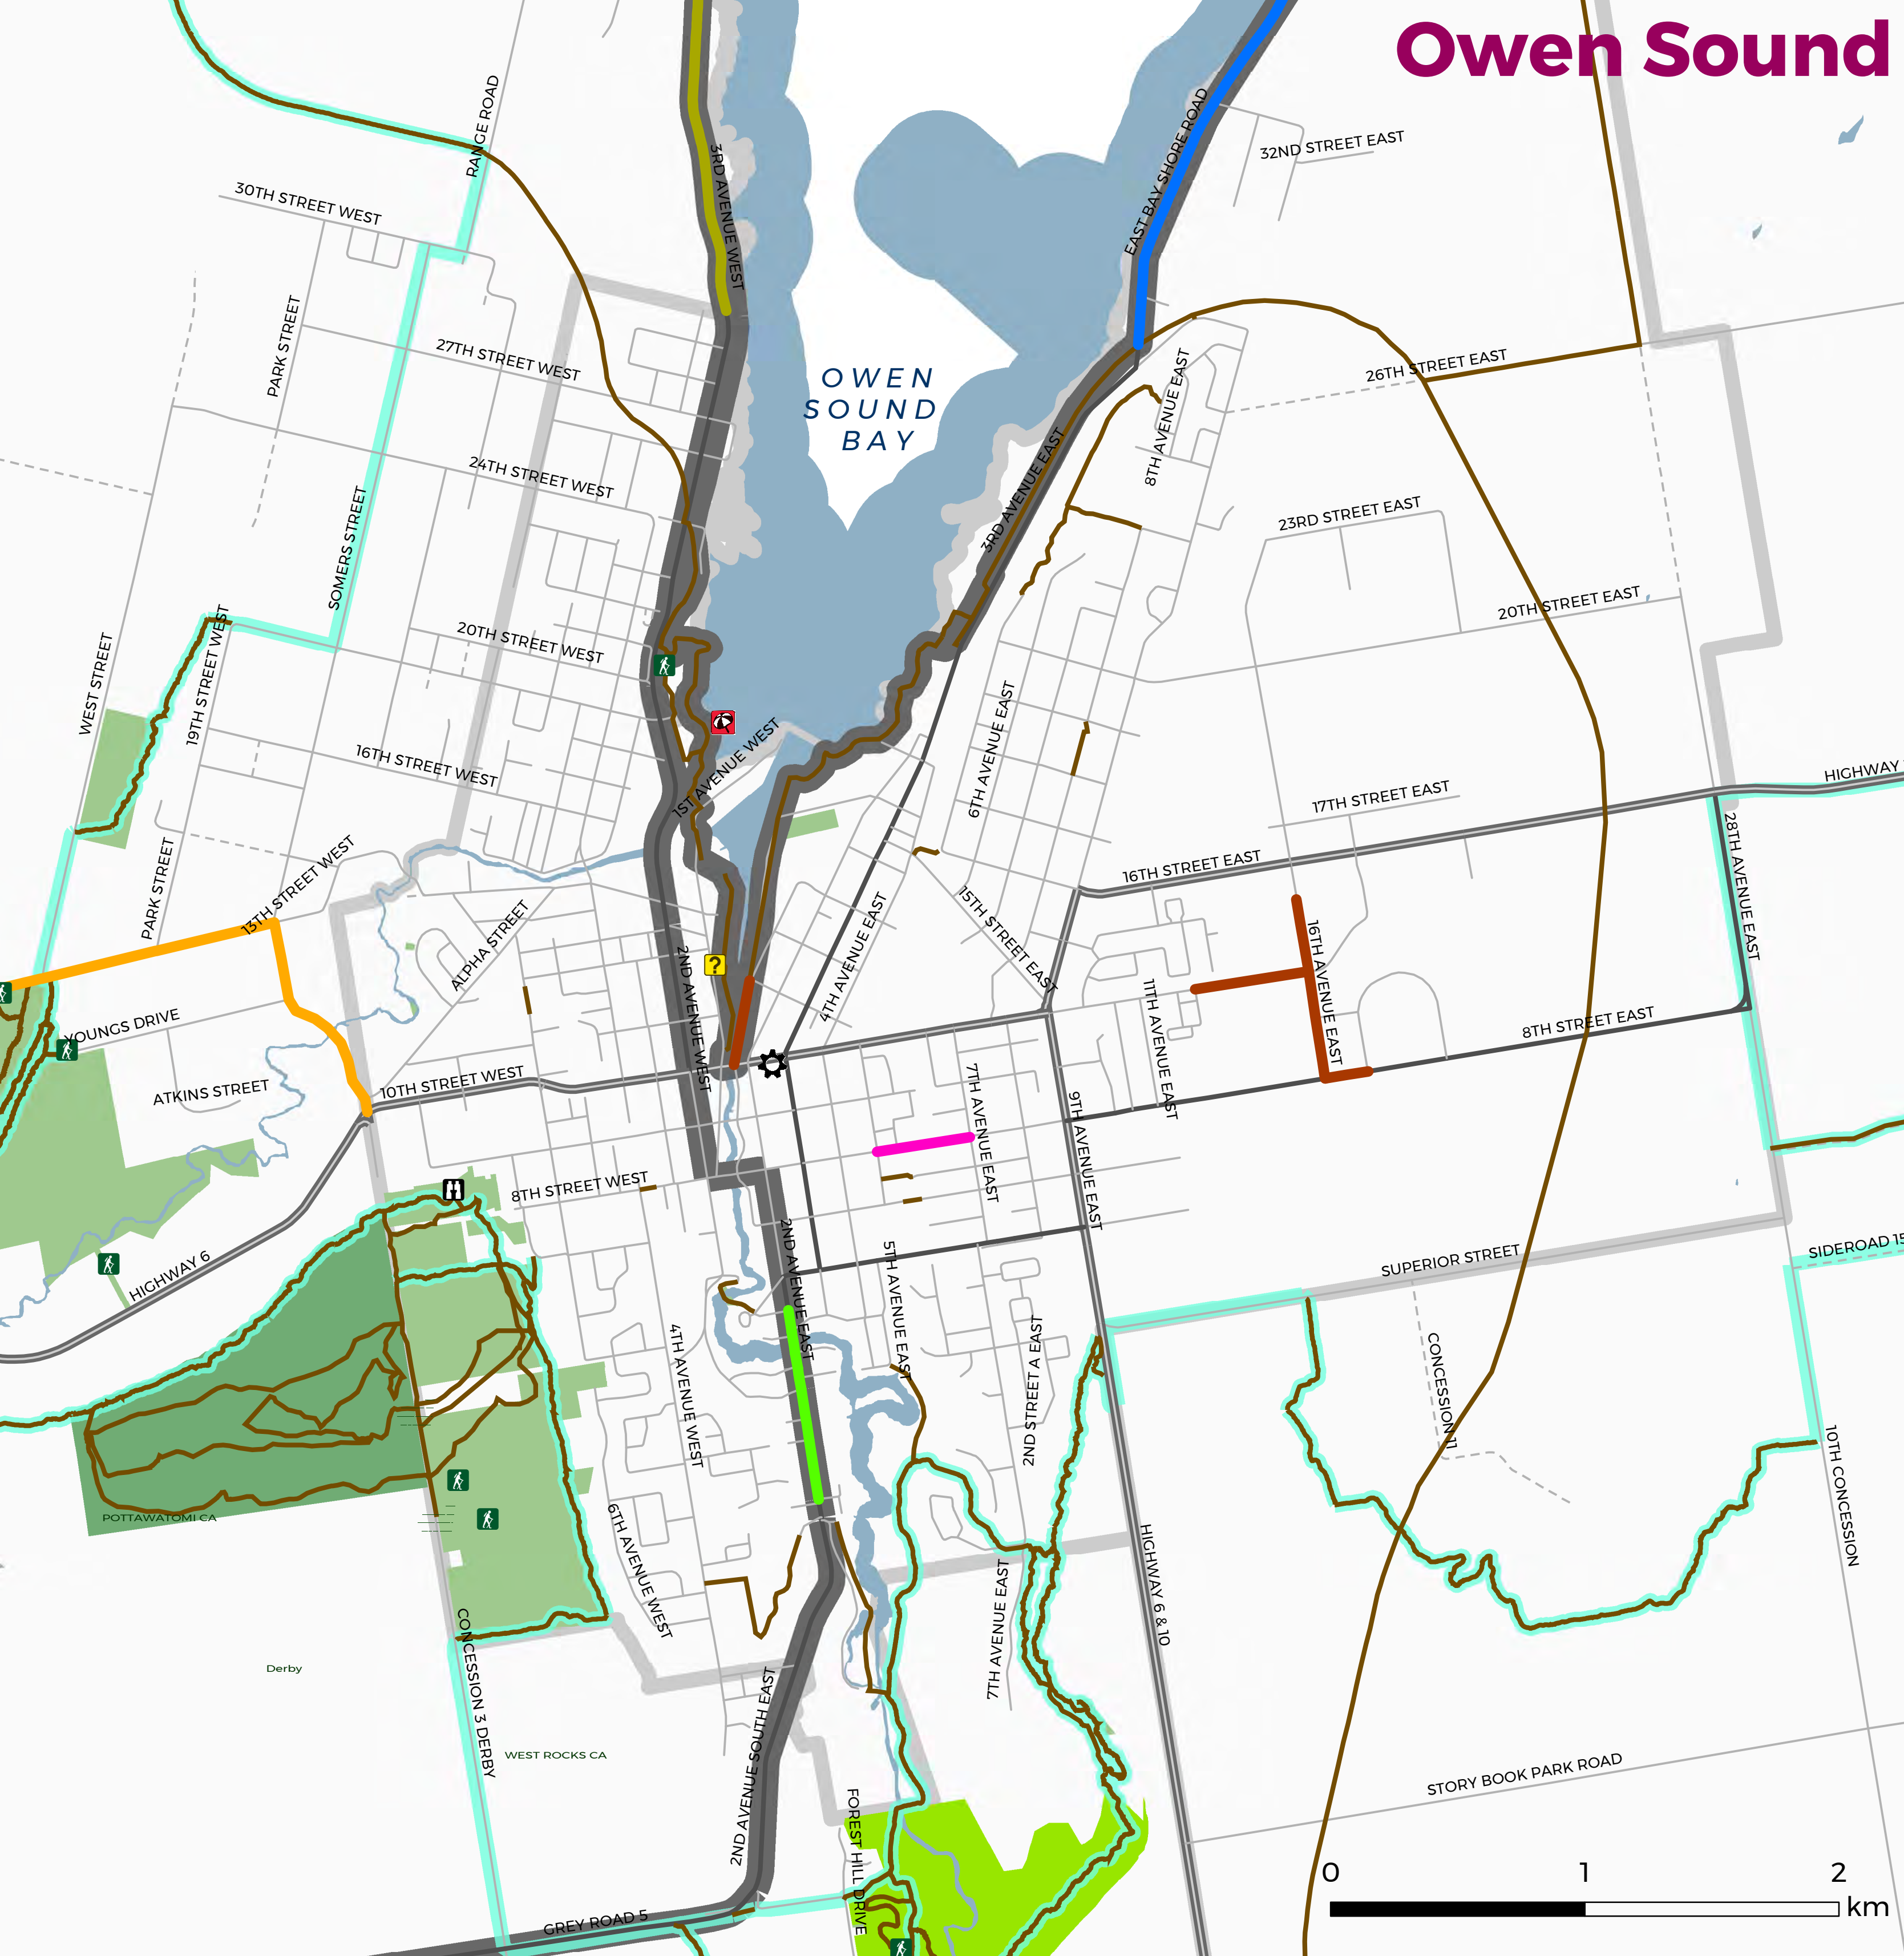 Owen Sound
RANGE ROAD
30TH STREET WEST
3RD AVENUE WEST
EAST BAY SHORE ROAD
32ND STREET EAST
PARK STREET
27TH STREET WEST
OWEN
SOUND
BAY
8TH AVENUE EAST
26TH STREET EAST
24TH STREET WEST
3RD AVENUE EAST
23RD STREET EAST
SOMERS STREET
20TH STREET EAST
WEST STREET
19TH STREET WEST
20TH STREET WEST
6TH AVENUE EAST
16TH STREET WEST
1ST AVENUE WEST
17TH STREET EAST
HIGHWAY
16TH STREET EAST
28TH AVENUE EAST
PARK STREET
13TH STREET WEST
ALPHA STREET
2ND AVENUE WEST
?
4TH AVENUE EAST
15TH STREET EAST
16TH AVENUE EAST
11TH AVENUE EAST
8TH STREET EAST
YOUNGS DRIVE
ATKINS STREET
10TH STREET WEST
7TH AVENUE EAST
9TH AVENUE EAST
8TH STREET WEST
HIGHWAY 6
2ND AVENUE EAST
5TH AVENUE EAST
SUPERIOR STREET
SIDEROAD 15
4TH AVENUE WEST
2ND STREET A EAST
CONCESSION 11
10TH CONCESSION
POTTAWATOMI CA
6TH AVENUE WEST
7TH AVENUE EAST
HIGHWAY 6 & 10
Derby
CONCESSION 3 DERBY
WEST ROCKS CA
2ND AVENUE SOUTH EAST
FOREST HILL DRIVE
STORY BOOK PARK ROAD
GREY ROAD 5
0 1 2
km